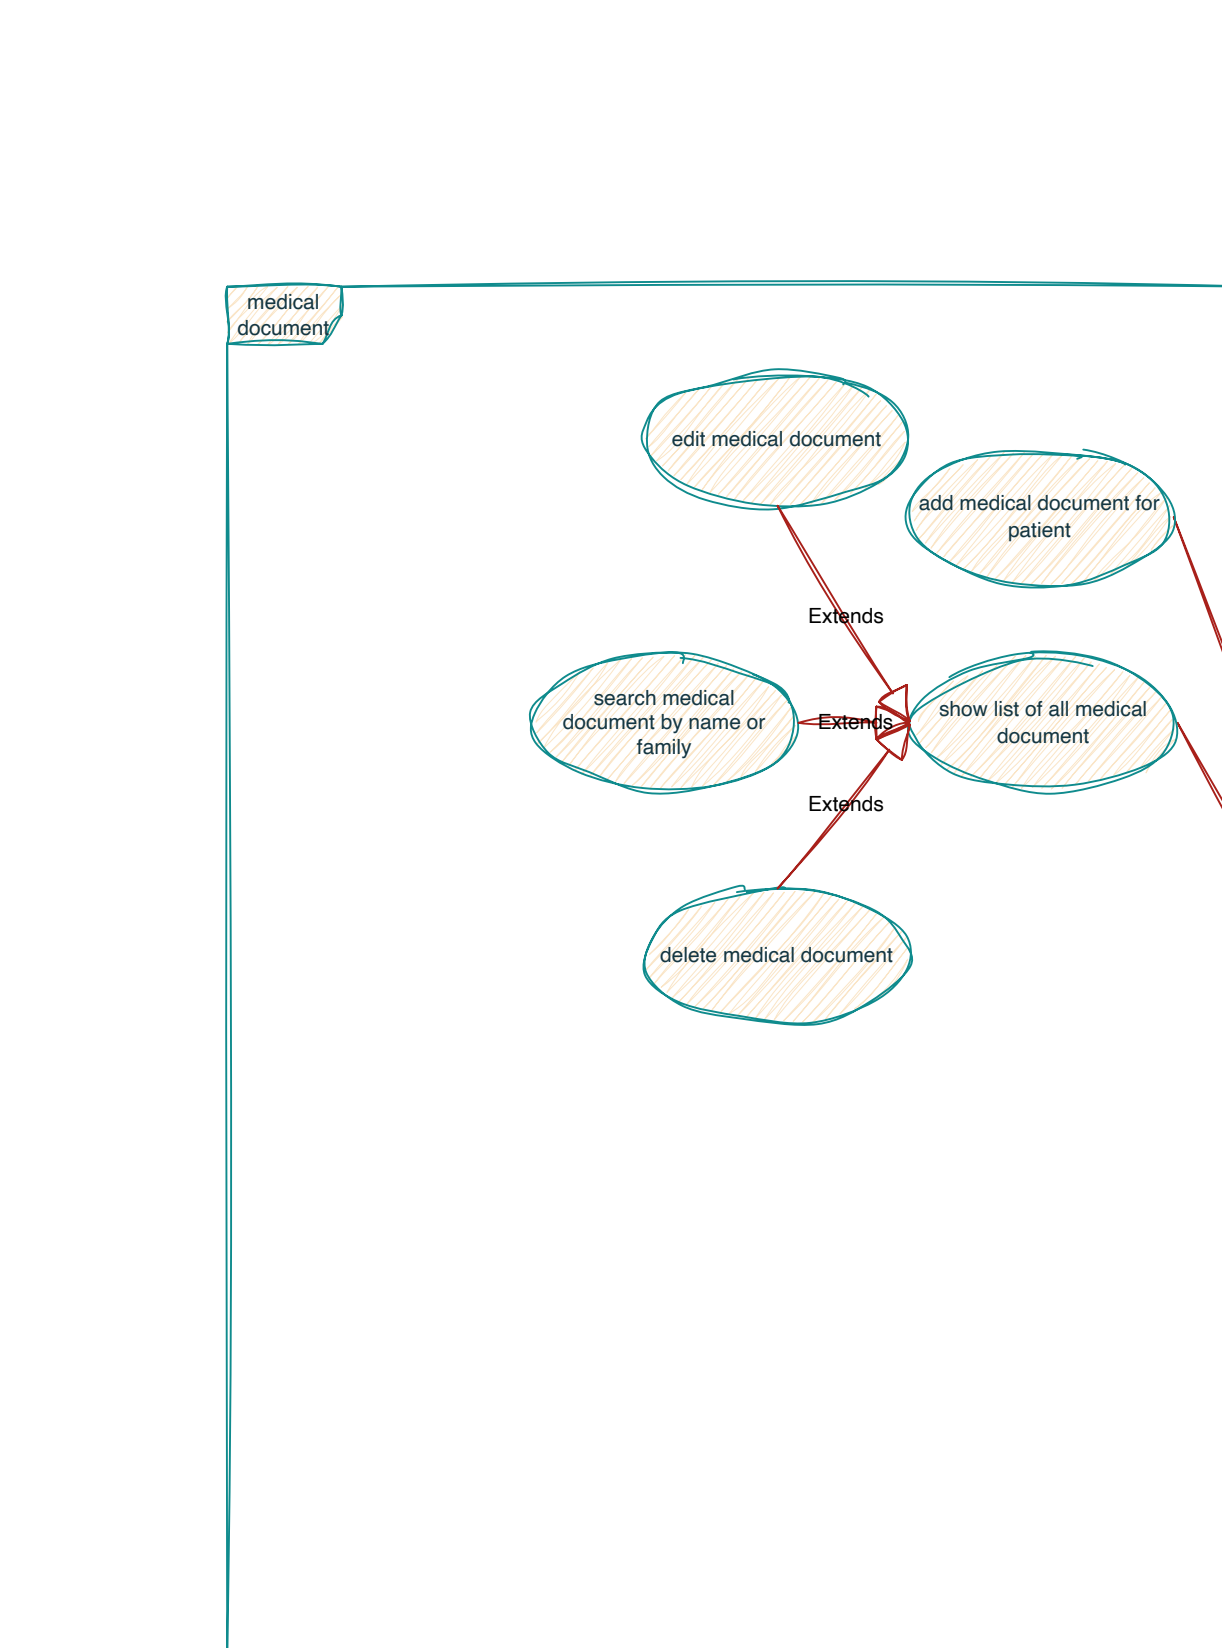 medical
document
edit medical document
add medical document for
patient
Extends
search medical
document by name or
family
Extends
show list of all medical
document
Extends
delete medical document